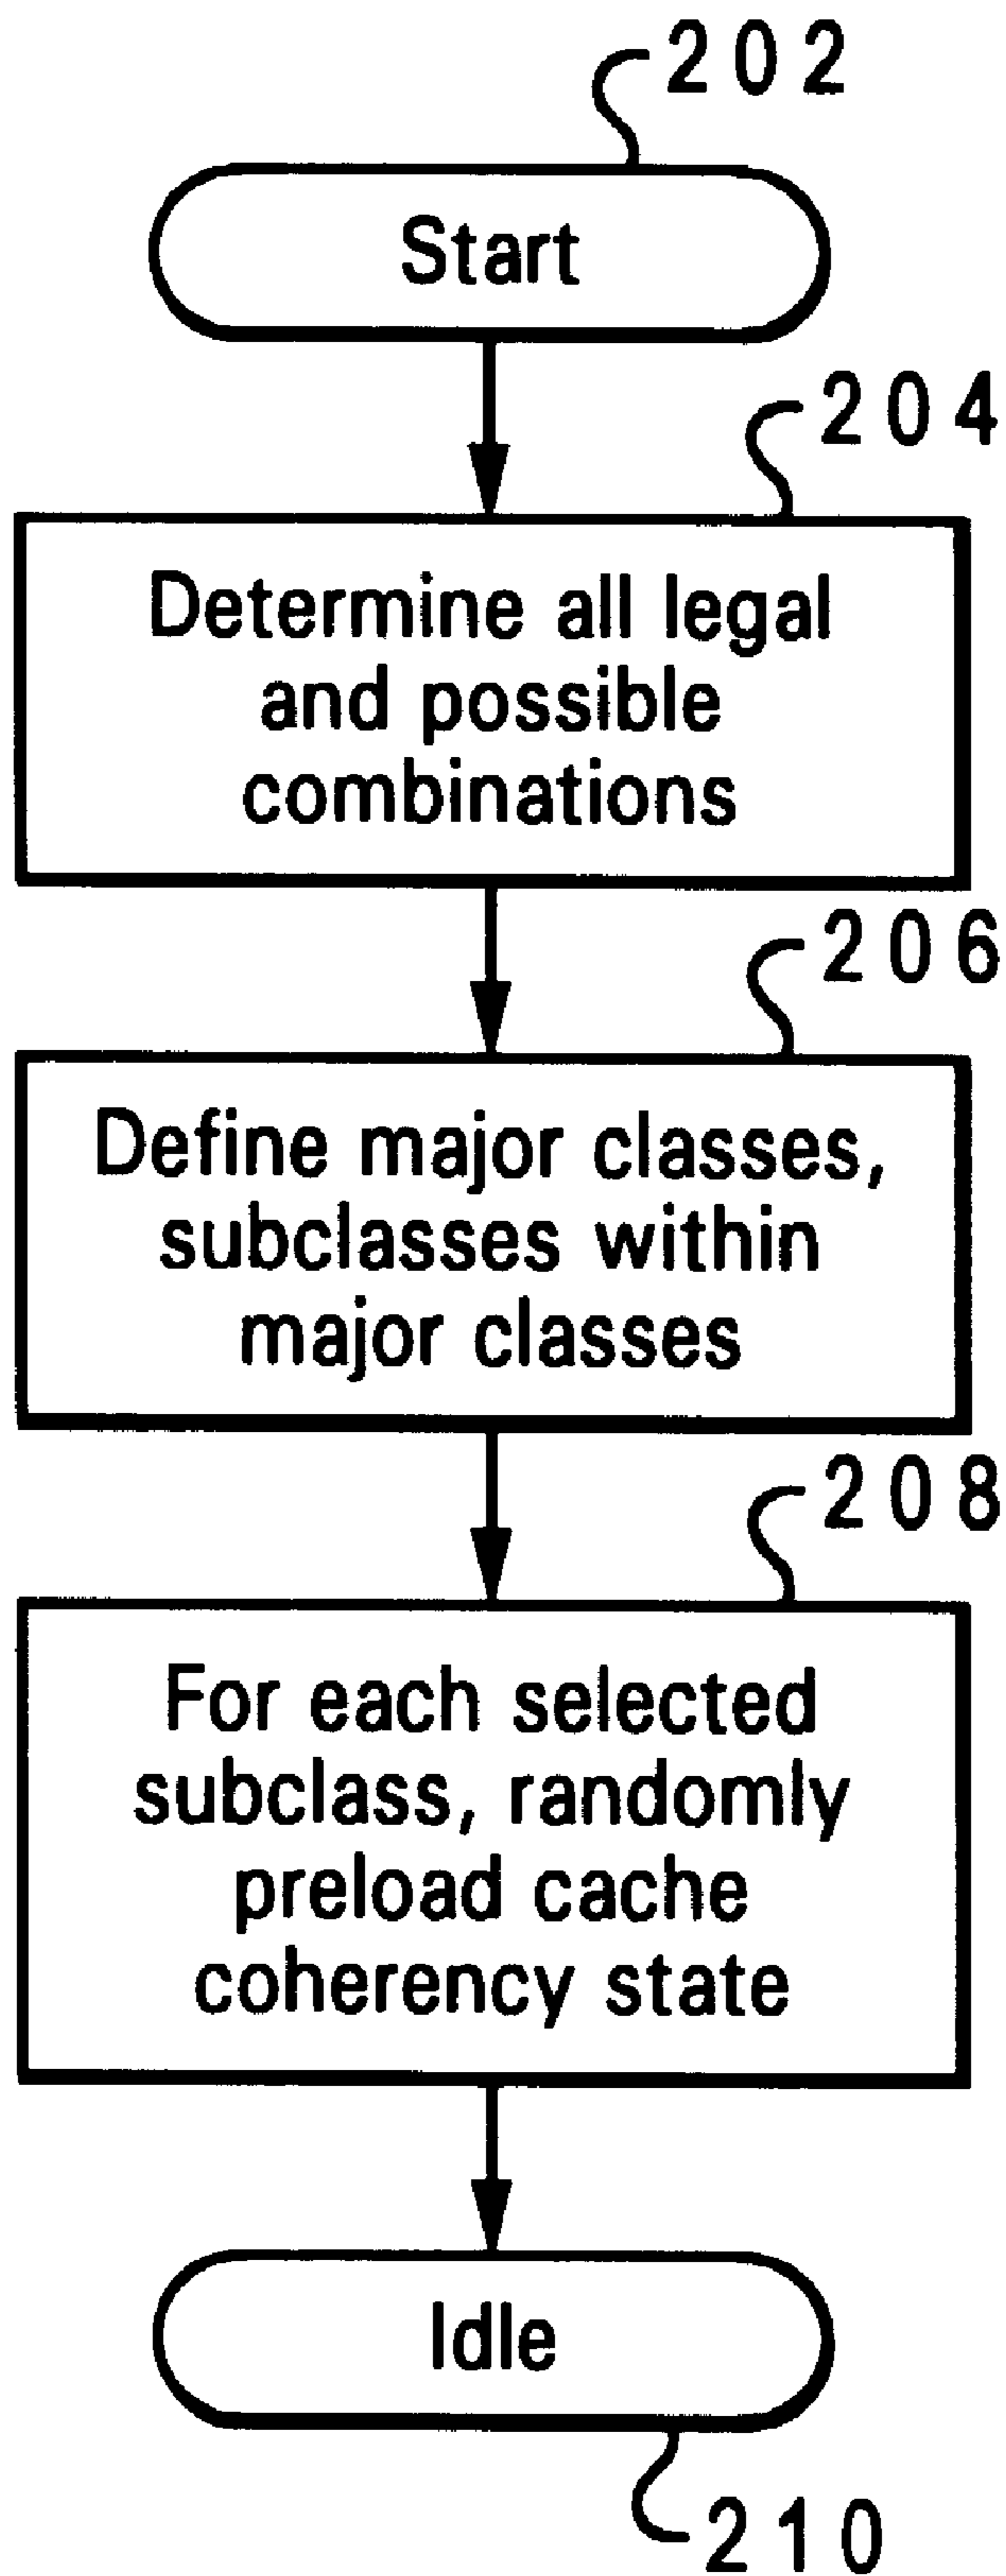 202
Start
204
Determine all legal
and possible
combinations
206
Define major classes,
subclasses within
major classes
208
For each selected
subclass, randomly
preload cache
coherency state
Idle
210